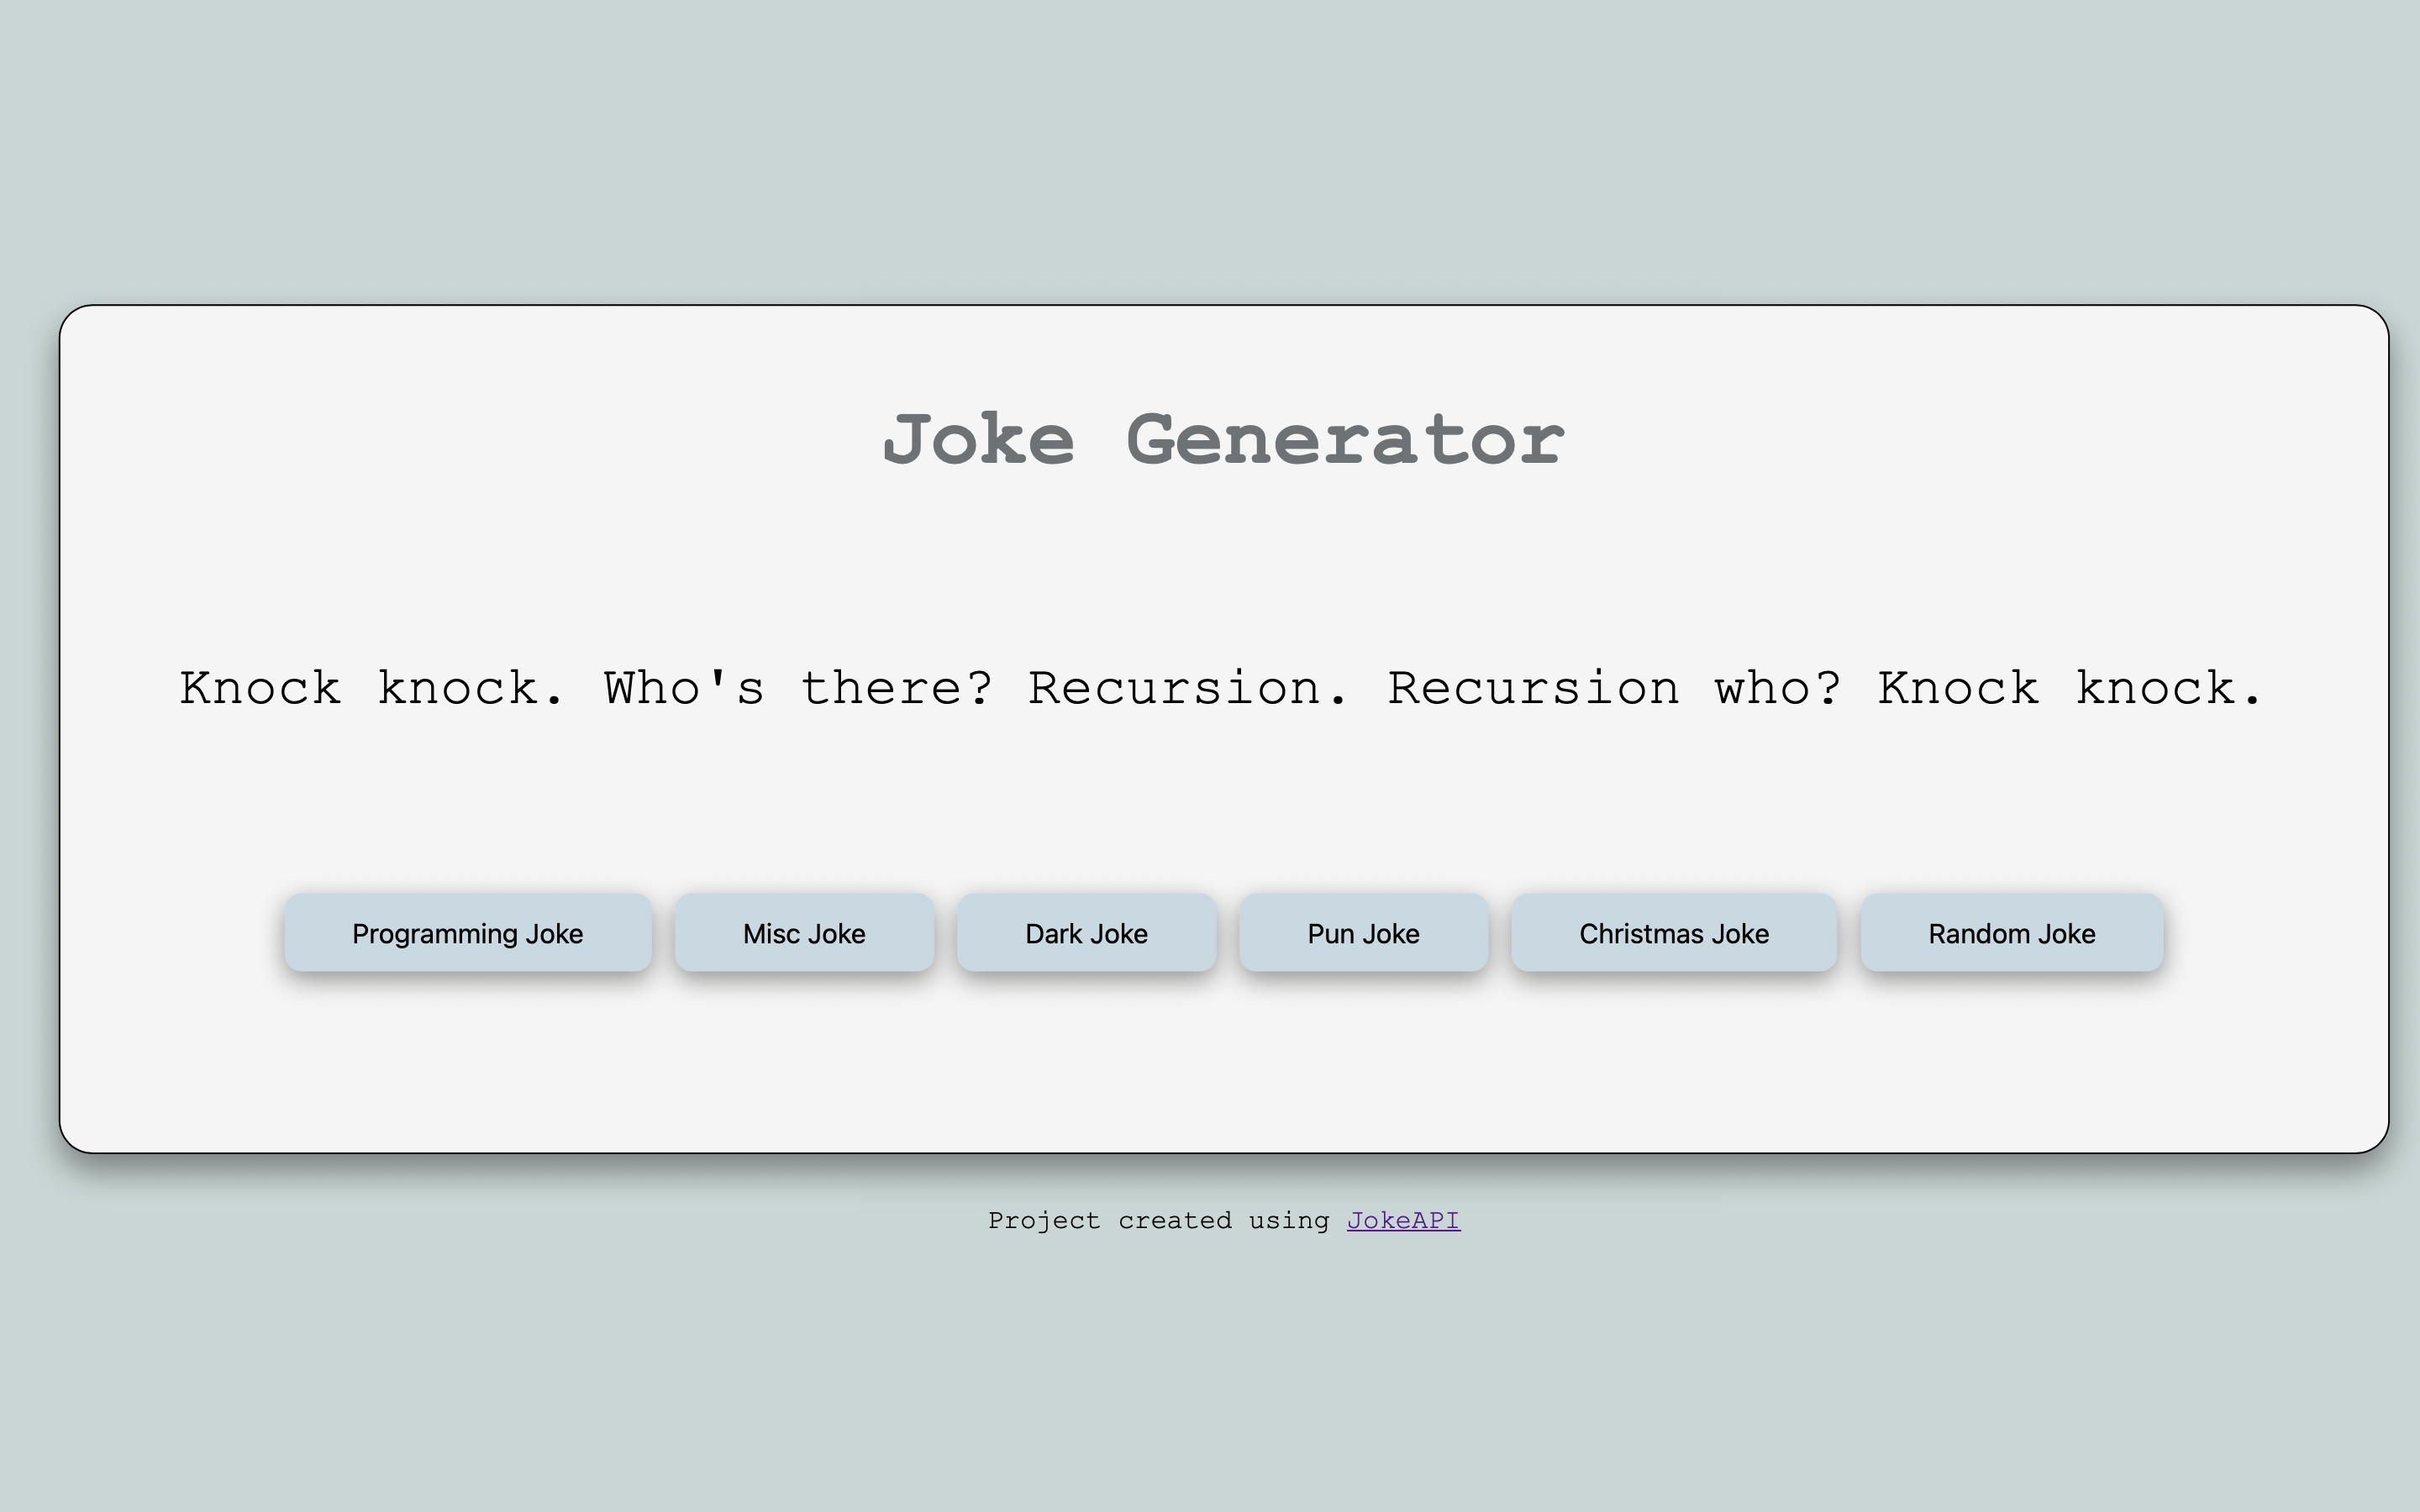 Joke Generator
Knock knock. Who's there? Recursion. Recursion who? Knock knock.
Programming Joke Misc Joke Dark Joke Pun Joke Christmas Joke Random Joke
Project created using JokeAPI